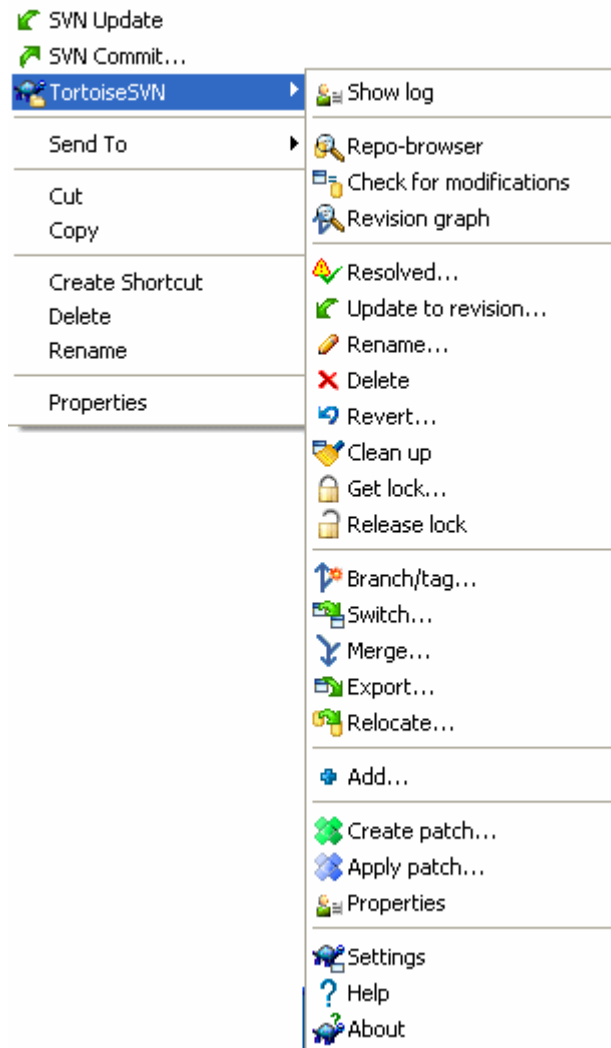 SVN Update
SVN Commit...
TortoiseSVN
Send To
Cut
Copy
Create Shortcut
Delete
Rename
Properties
Show log
Repo-browser
Check for modifications
Revision graph
Resolved...
Update to revision...
Rename...
Delete
Revert...
Clean up
Get lock...
Release lock
Branch/tag...
Switch...
Merge...
Export...
Relocate...
Add...
Create patch...
Apply patch...
Properties
Settings
Help
About